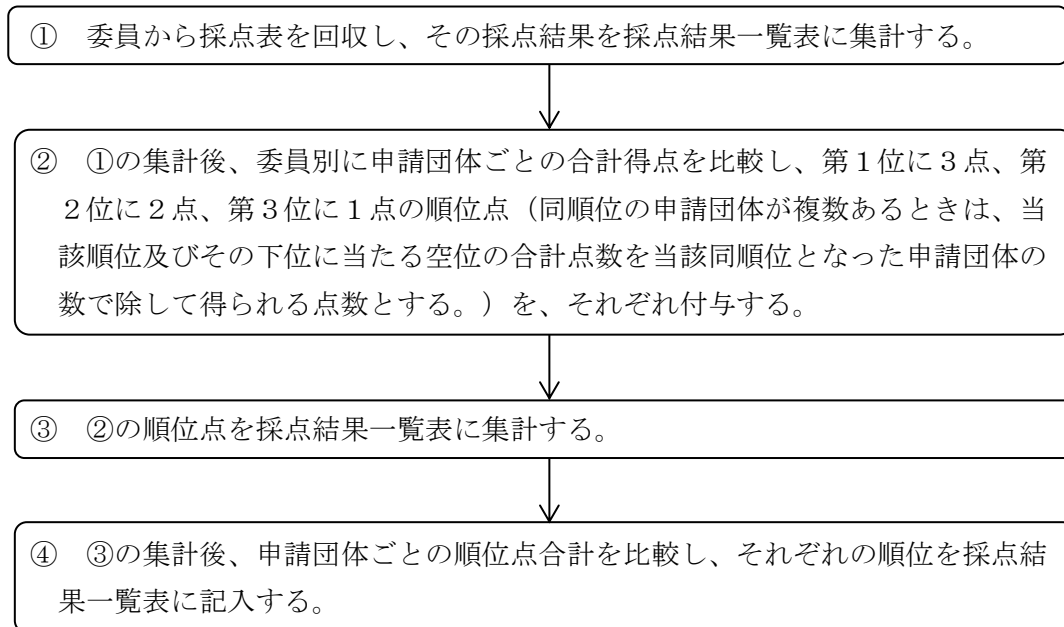 ① 委員から採点表を回収し、その採点結果を採点結果一覧表に集計する。
② ①の集計後、委員別に申請団体ごとの合計得点を比較し、第１位に３点、第
２位に２点、第３位に１点の順位点（同順位の申請団体が複数あるときは、当
該順位及びその下位に当たる空位の合計点数を当該同順位となった申請団体の
数で除して得られる点数とする。）を、それぞれ付与する。
③ ②の順位点を採点結果一覧表に集計する。
④ ③の集計後、申請団体ごとの順位点合計を比較し、それぞれの順位を採点結
果一覧表に記入する。